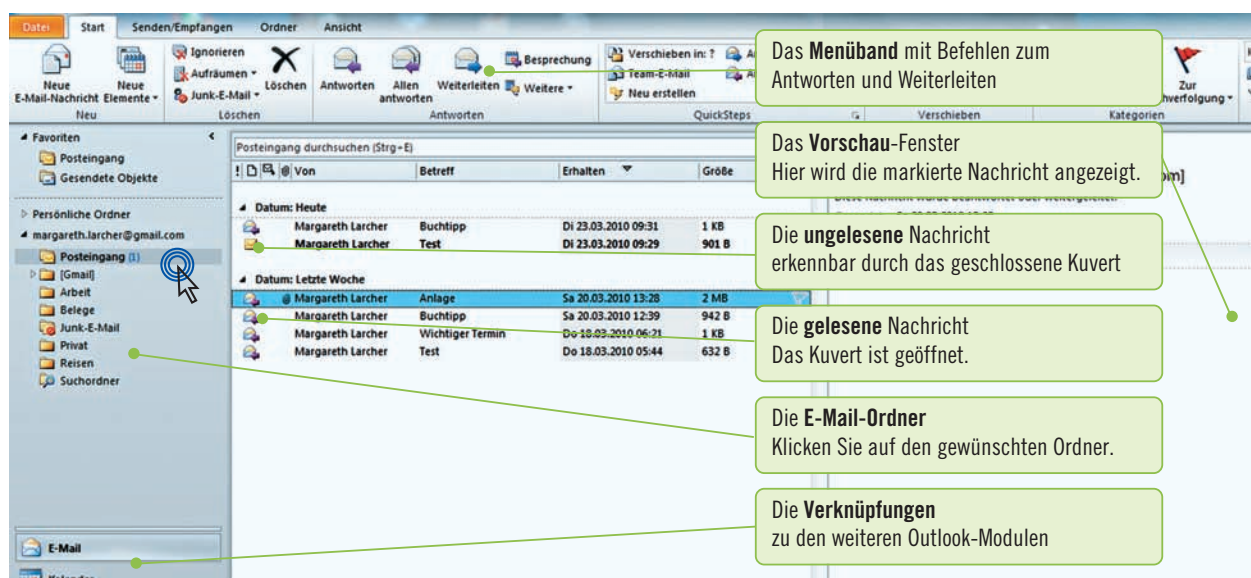 Datei Start Senden/Empfangen Ordner Ansicht
Neue E-Mail-Nachricht
Neue Elemente
Ignorieren
Aufräumen
Junk-E-Mail
Löschen
Antworten
Allen antworten
Weiterleiten
Besprechung
Weitere
Verschieben in: ?
Team-E-Mail
Neu erstellen
Zur
Neu Löschen Antworten QuickSteps Verschieben Kategorien
Das Menüband mit Befehlen zum
Antworten und Weiterleiten
Favoriten
Posteingang
Gesendete Objekte
Persönliche Ordner
margareth.larcher@gmail.com
Posteingang (1)
[Gmail]
Arbeit
Belege
Junk-E-Mail
Privat
Reisen
Suchordner
E-Mail
Kalender
Posteingang durchsuchen (Strg+E)
! Von Betreff Erhalten Größe
Datum: Heute
Margareth Larcher Buchtipp Di 23.03.2010 09:31 1 KB
Margareth Larcher Test Di 23.03.2010 09:29 901 B
Datum: Letzte Woche
Margareth Larcher Anlage Sa 20.03.2010 13:28 2 MB
Margareth Larcher Buchtipp Sa 20.03.2010 12:39 942 B
Margareth Larcher Wichtiger Termin Do 18.03.2010 06:21 1 KB
Margareth Larcher Test Do 18.03.2010 05:44 632 B
Das Vorschau-Fenster
Hier wird die markierte Nachricht angezeigt.
Die ungelesene Nachricht
erkennbar durch das geschlossene Kuvert
Die gelesene Nachricht
Das Kuvert ist geöffnet.
Die E-Mail-Ordner
Klicken Sie auf den gewünschten Ordner.
Die Verknüpfungen
zu den weiteren Outlook-Modulen